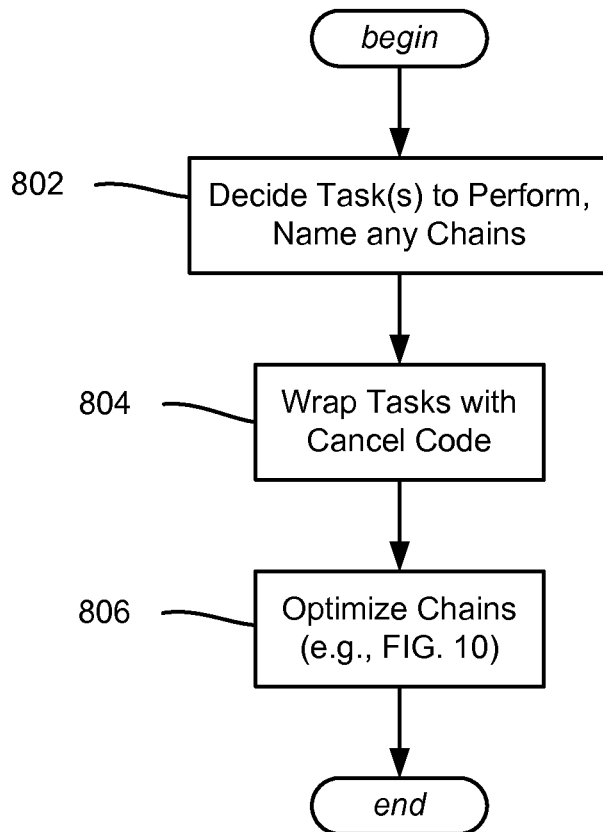 begin
802
Decide Task(s) to Perform,
Name any Chains
804
Wrap Tasks with
Cancel Code
806
Optimize Chains
(e.g., FIG. 10)
end